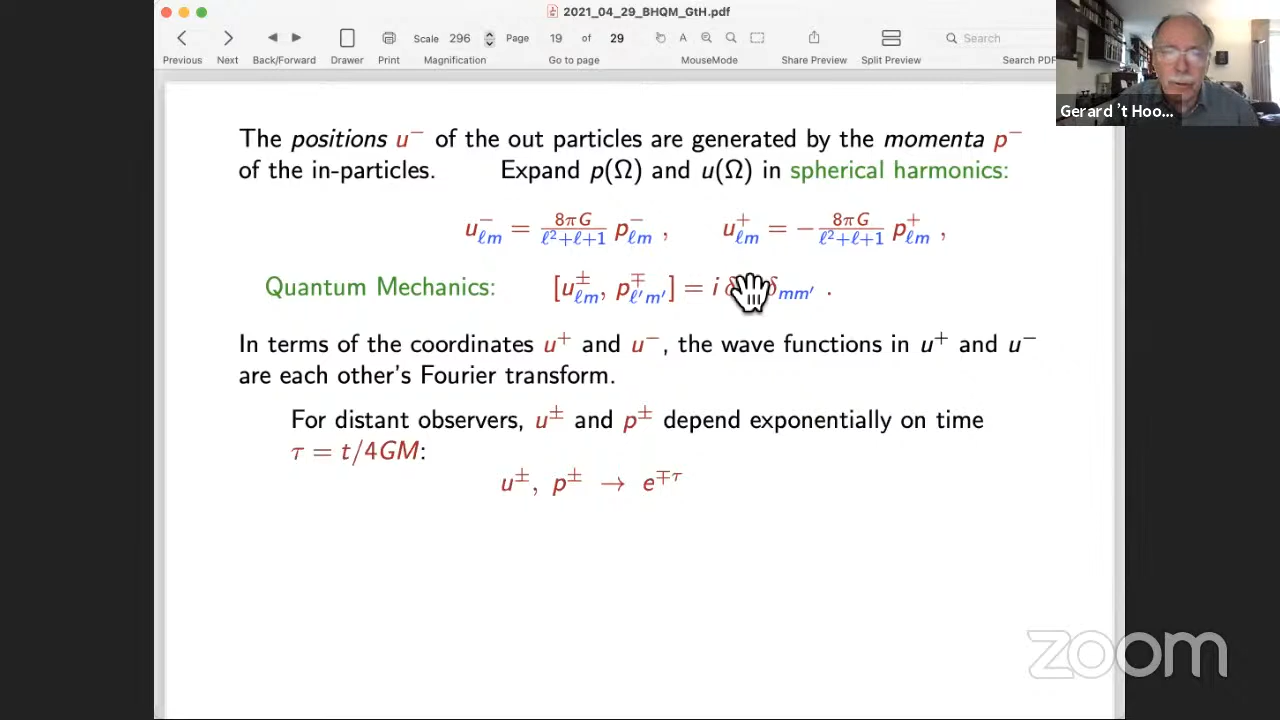 2021_04_29_BHQM_GtH.pdf
Scale 296 Page 19 of 29 Search
Previous Next Back/Forward Drawer Print Magnification Go to page MouseMode Share Preview Split Preview Search PDF
Gerard 't Hoo...
The positions u⁻ of the out particles are generated by the momenta p⁻
of the in-particles. Expand p(Ω) and u(Ω) in spherical harmonics:
u⁻ℓm = 8πG/ℓ²+ℓ+1 p⁻ℓm , u⁺ℓm = − 8πG/ℓ²+ℓ+1 p⁺ℓm ,
Quantum Mechanics: [u±ℓm, p∓ℓ′m′] = i δmm′ .
In terms of the coordinates u⁺ and u⁻, the wave functions in u⁺ and u⁻
are each other's Fourier transform.
For distant observers, u± and p± depend exponentially on time
τ = t/4GM:
u±, p± → e∓τ
zoom